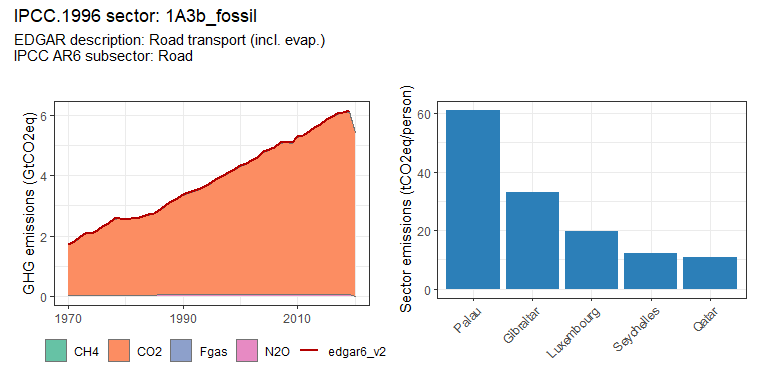 IPCC.1996 sector: 1A3b_fossil
EDGAR description: Road transport (incl. evap.)
IPCC AR6 subsector: Road
GHG emissions (GtCO2eq)
6
4
2
0
1970
1990
2010
CH4
CO2
Fgas
N2O
edgar6_v2
Sector emissions (tCO2eq/person)
60
40
20
0
Palau
Gibraltar
Luxembourg
Seychelles
Qatar